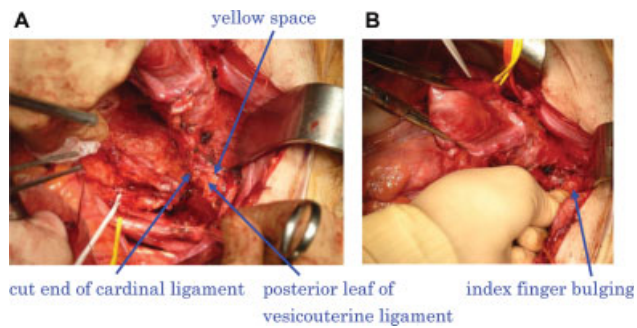 A
yellow space
B
cut end of cardinal ligament
posterior leaf of
vesicouterine ligament
index finger bulging